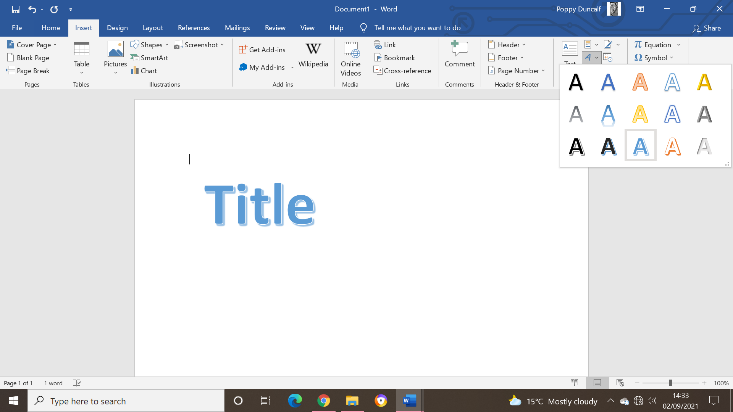 Document1 - Word
Poppy Duncalf
File Home Insert Design Layout References Mailings Review View Help Tell me what you want to do Share
Cover Page
Blank Page
Page Break
Pages
Table
Tables
Pictures
Shapes
SmartArt
Chart
Screenshot
Illustrations
Get Add-ins
My Add-ins
Wikipedia
Add-ins
Online
Videos
Media
Link
Bookmark
Cross-reference
Links
Comment
Comments
Header
Footer
Page Number
Header & Footer
Equation
Symbol
A A A A A
A A A A A
A A A A A
Title
Page 1 of 1 1 word
100%
Type here to search
15°C Mostly cloudy
14:33
02/09/2021